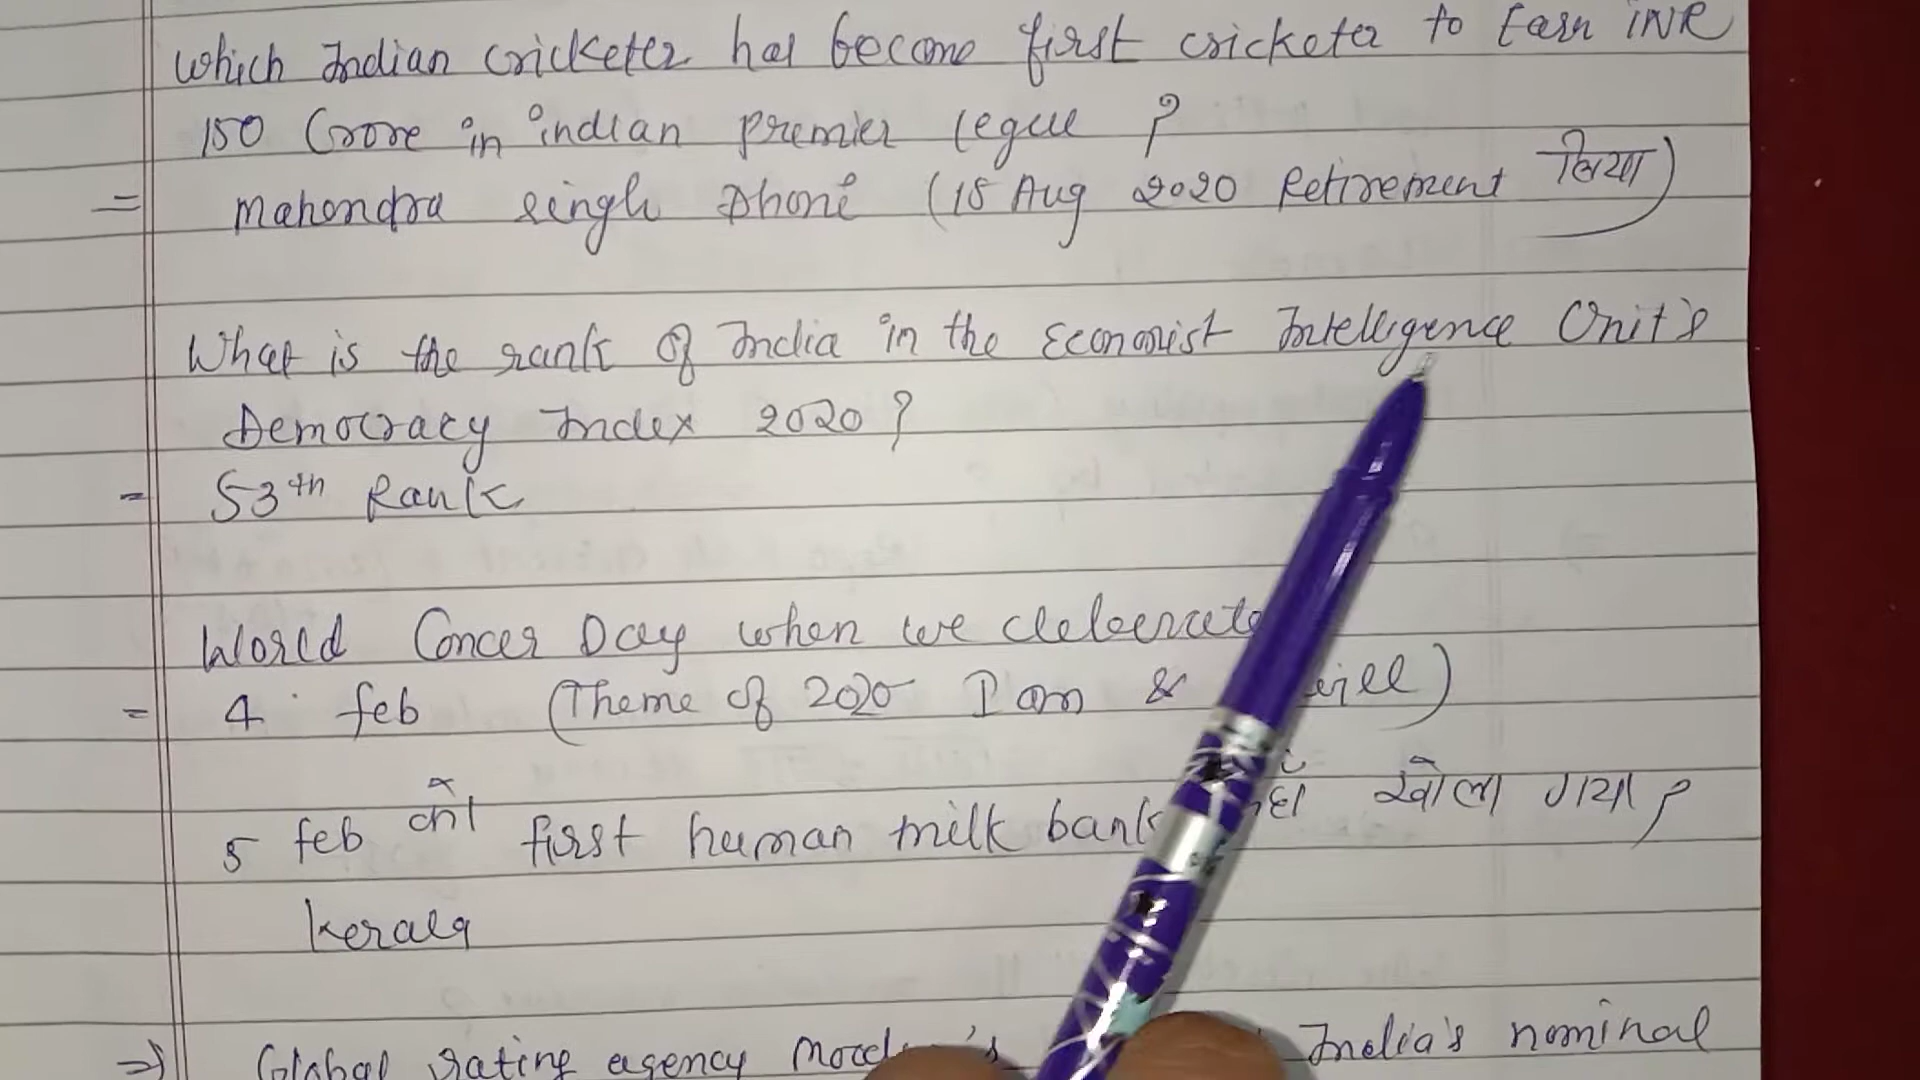 Which Indian cricketer has become first cricketer to Earn INR
150 Crore in indian premier legue ?
= Mahendra singh Dhoni (15 Aug 2020 Retirement लिया)
What is the rank of India in the Economist Intelligence Unit's
Democracy Index 2020 ?
= 53th Rank
World Cancer Day when we cleberate
= 4 feb (Theme of 2020 I am & will)
5 feb को first human milk bank खोला गया ?
kerala
⇒ Global rating agency India's nominal